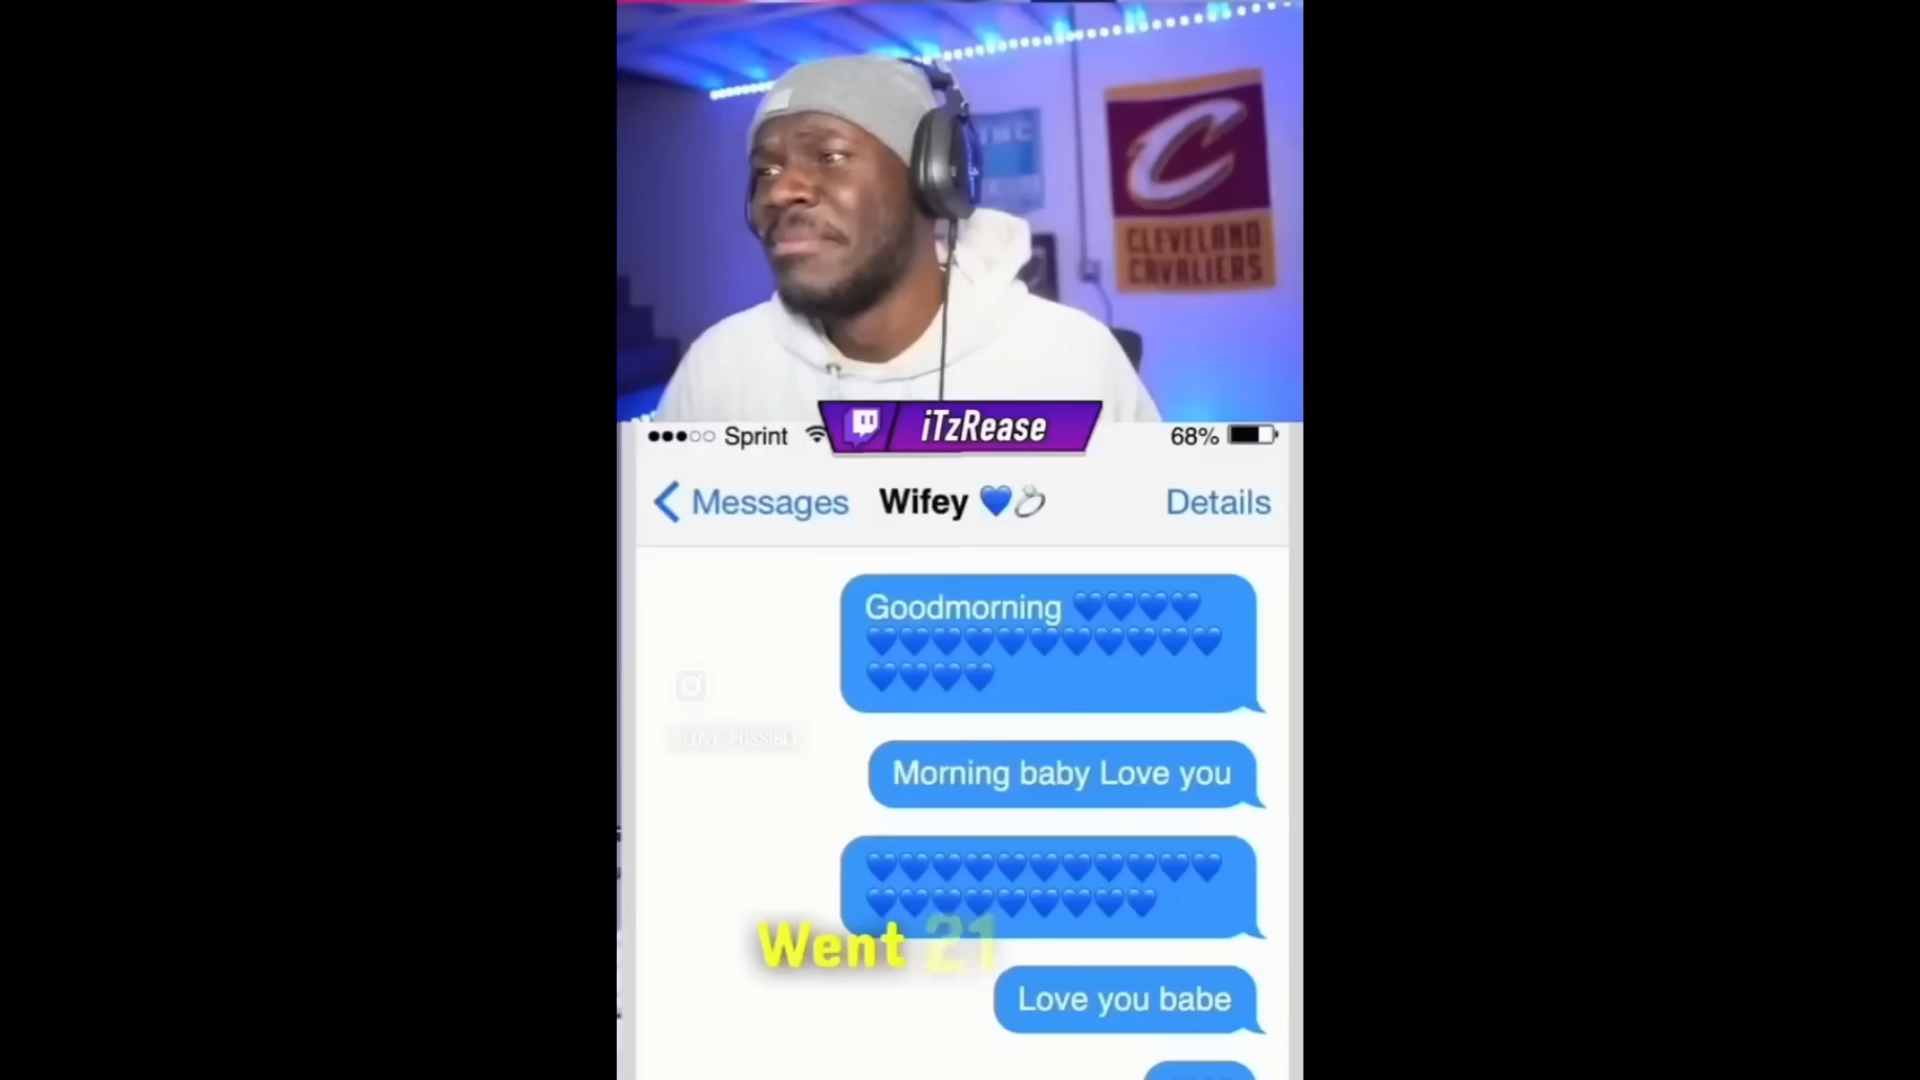 CLEVELAND
CAVALIERS
iTzRease
Sprint
68%
Messages
Wifey 💙💍
Details
Goodmorning 💙💙💙💙
💙💙💙💙💙💙💙💙💙💙💙
💙💙💙💙
Morning baby Love you
💙💙💙💙💙💙💙💙💙💙💙
💙💙💙💙💙💙💙💙💙
Went 21
Love you babe